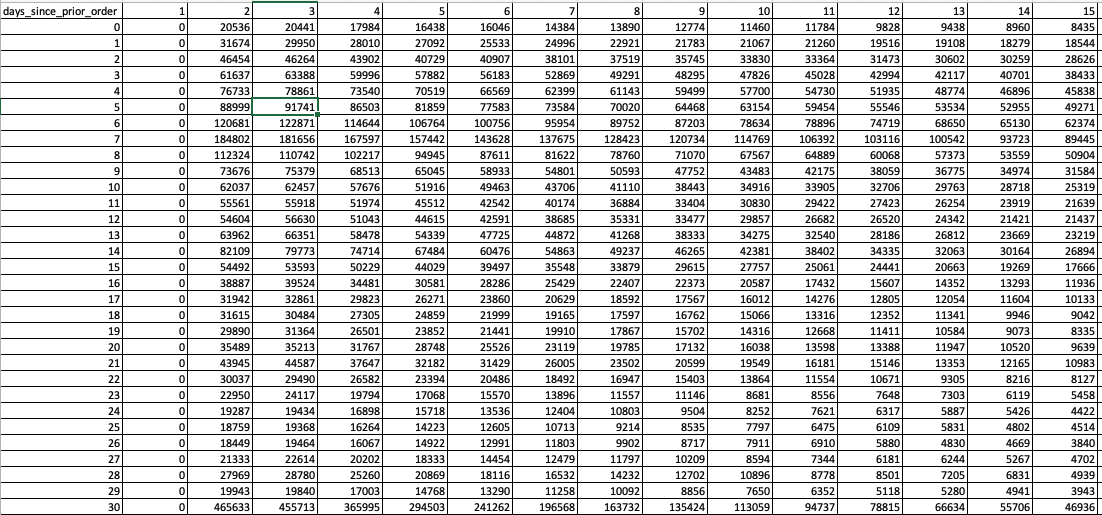 days_since_prior_order 1 2 3 4 5 6 7 8 9 10 11 12 13 14 15
0 0 20536 20441 17984 16438 16046 14384 13890 12774 11460 11784 9828 9438 8960 8435
1 0 31674 29950 28010 27092 25533 24996 22921 21783 21067 21260 19516 19108 18279 18544
2 0 46454 46264 43902 40729 40907 38101 37519 35745 33830 33364 31473 30602 30259 28626
3 0 61637 63388 59996 57882 56183 52869 49291 48295 47826 45028 42994 42117 40701 38433
4 0 76733 78861 73540 70519 66569 62399 61143 59499 57700 54730 51935 48774 46896 45838
5 0 88999 91741 86503 81859 77583 73584 70020 64468 63154 59454 55546 53534 52955 49271
6 0 120681 122871 114644 106764 100756 95954 89752 87203 78634 78896 74719 68650 65130 62374
7 0 184802 181656 167597 157442 143628 137675 128423 120734 114769 106392 103116 100542 93723 89445
8 0 112324 110742 102217 94945 87611 81622 78760 71070 67567 64889 60068 57373 53559 50904
9 0 73676 75379 68513 65045 58933 54801 50593 47752 43483 42175 38059 36775 34974 31584
10 0 62037 62457 57676 51916 49463 43706 41110 38443 34916 33905 32706 29763 28718 25319
11 0 55561 55918 51974 45512 42542 40174 36884 33404 30830 29422 27423 26254 23919 21639
12 0 54604 56630 51043 44615 42591 38685 35331 33477 29857 26682 26520 24342 21421 21437
13 0 63962 66351 58478 54339 47725 44872 41268 38333 34275 32540 28186 26812 23669 23219
14 0 82109 79773 74714 67484 60476 54863 49237 46265 42381 38402 34335 32063 30164 26894
15 0 54492 53593 50229 44029 39497 35548 33879 29615 27757 25061 24441 20663 19269 17666
16 0 38887 39524 34481 30581 28286 25429 22407 22373 20587 17432 15607 14352 13293 11936
17 0 31942 32861 29823 26271 23860 20629 18592 17567 16012 14276 12805 12054 11604 10133
18 0 31615 30484 27305 24859 21999 19165 17597 16762 15066 13316 12352 11341 9946 9042
19 0 29890 31364 26501 23852 21441 19910 17867 15702 14316 12668 11411 10584 9073 8335
20 0 35489 35213 31767 28748 25526 23119 19785 17132 16038 13598 13388 11947 10520 9639
21 0 43945 44587 37647 32182 31429 26005 23502 20599 19549 16181 15146 13353 12165 10983
22 0 30037 29490 26582 23394 20486 18492 16947 15403 13864 11554 10671 9305 8216 8127
23 0 22950 24117 19794 17068 15570 13896 11557 11146 8681 8556 7648 7303 6119 5458
24 0 19287 19434 16898 15718 13536 12404 10803 9504 8252 7621 6317 5887 5426 4422
25 0 18759 19368 16264 14223 12605 10713 9214 8535 7797 6475 6109 5831 4802 4514
26 0 18449 19464 16067 14922 12991 11803 9902 8717 7911 6910 5880 4830 4669 3840
27 0 21333 22614 20202 18333 14454 12479 11797 10209 8594 7344 6181 6244 5267 4702
28 0 27969 28780 25260 20869 18116 16532 14232 12702 10896 8778 8501 7205 6831 4939
29 0 19943 19840 17003 14768 13290 11258 10092 8856 7650 6352 5118 5280 4941 3943
30 0 465633 455713 365995 294503 241262 196568 163732 135424 113059 94737 78815 66634 55706 46936